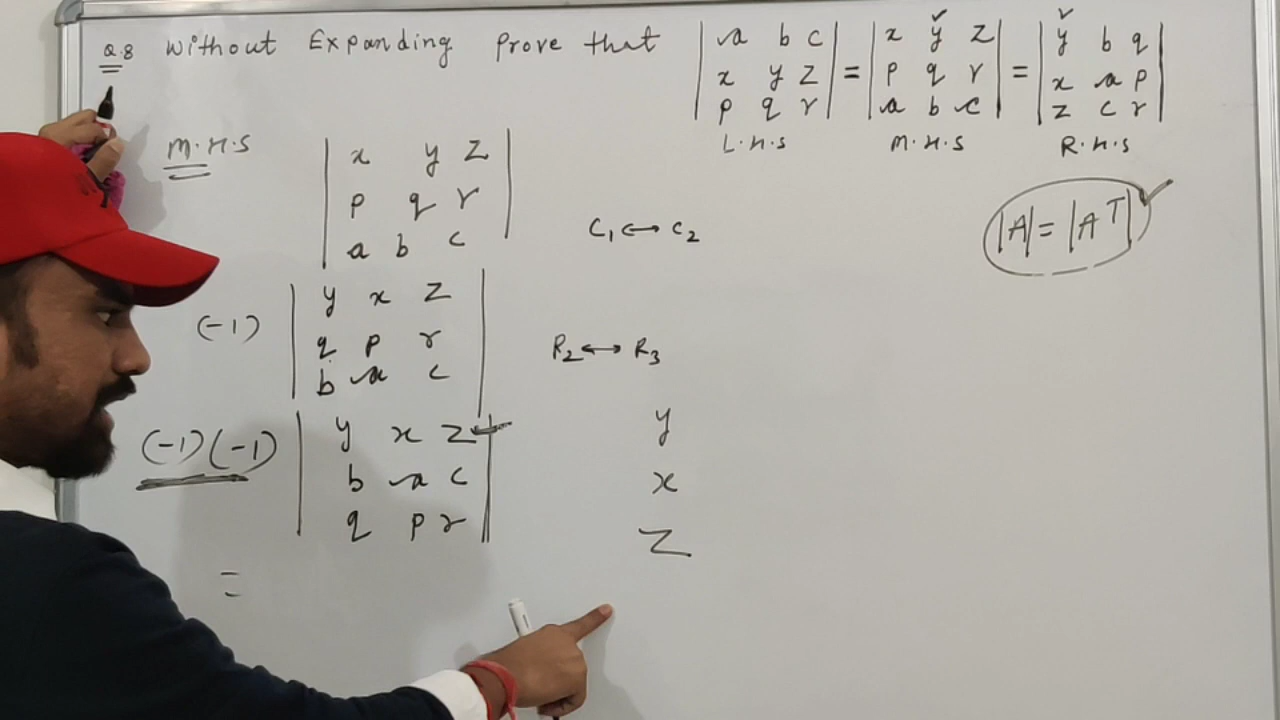 Q.8 Without Expanding Prove that | a b c | = | x y z | = | y b q |
| x y z | | p q r | | x a p |
| p q r | | a b c | | z c r |
L.H.S M.H.S R.H.S
M.H.S | x y z |
| p q r |
| a b c | C1 ↔ C2
|A| = |A^T| ✓
(-1) | y x z |
| q p r | R2 ↔ R3
| b a c |
(-1)(-1) | y x z |
| b a c |
| q p r |
y
x
z
=